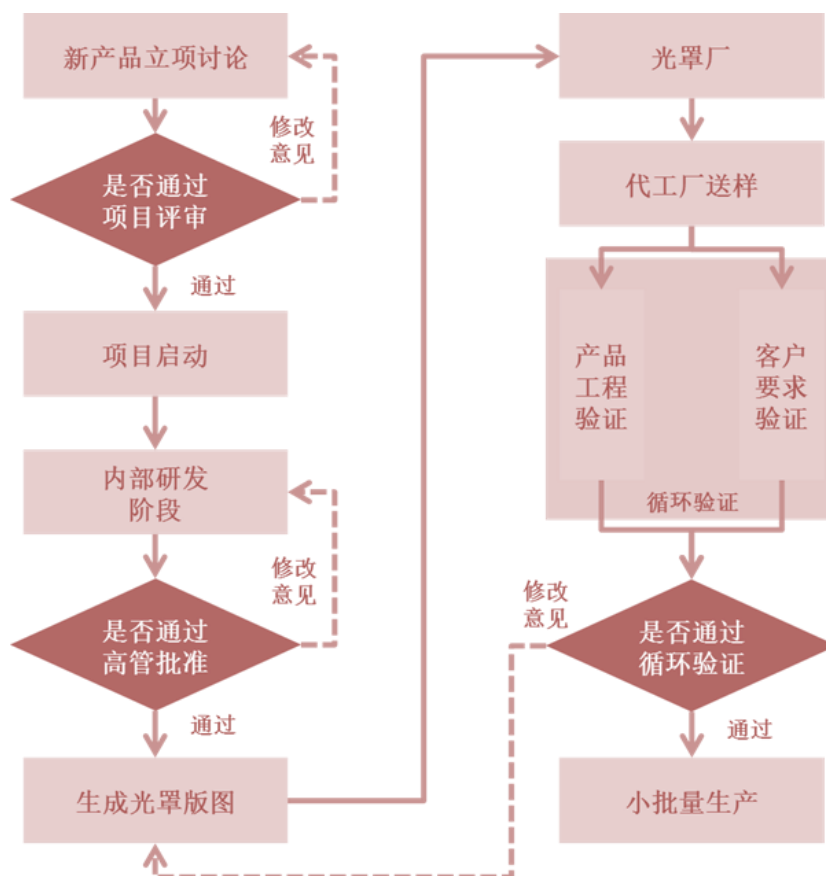 新产品立项讨论
修改
意见
是否通过
项目评审
通过
项目启动
内部研发
阶段
修改
意见
是否通过
高管批准
通过
生成光罩版图
光罩厂
代工厂送样
产品
工程
验证
客户
要求
验证
循环验证
修改
意见
是否通过
循环验证
通过
小批量生产